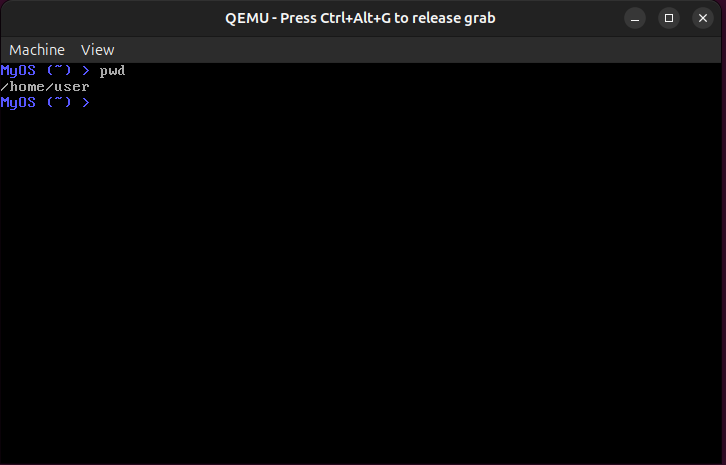 QEMU - Press Ctrl+Alt+G to release grab
Machine View
MyOS (~) > pwd
/home/user
MyOS (~) >